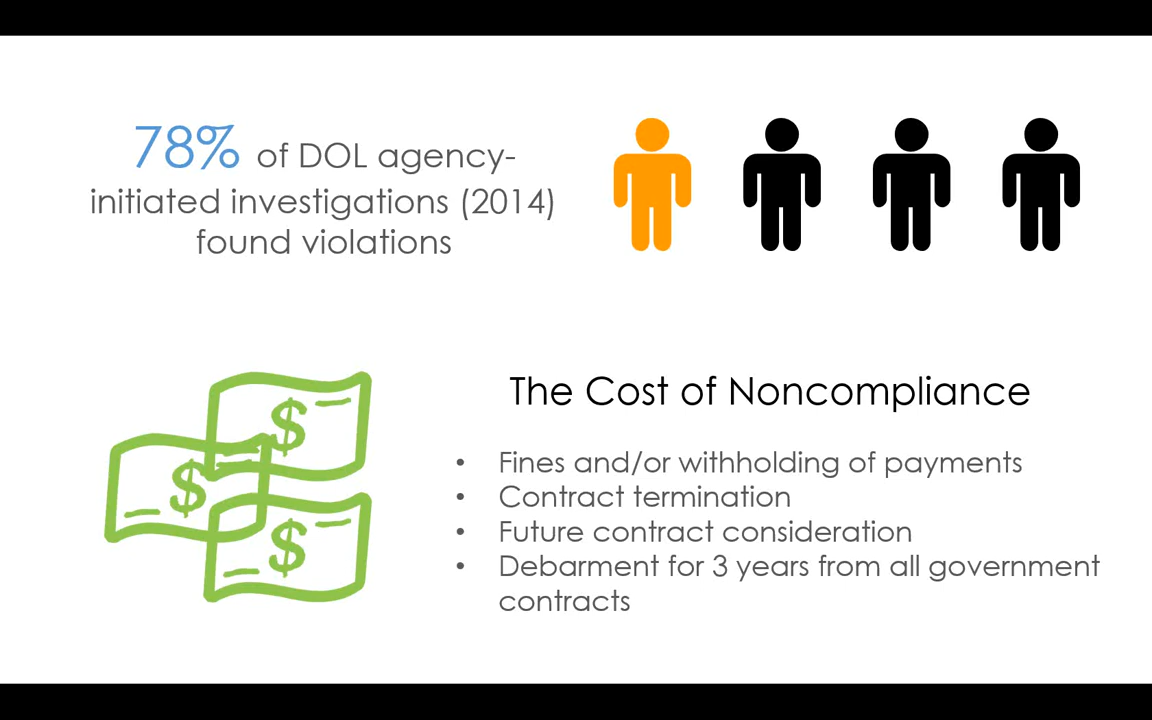 78% of DOL agency-
initiated investigations (2014)
found violations
$
$
$
The Cost of Noncompliance
• Fines and/or withholding of payments
• Contract termination
• Future contract consideration
• Debarment for 3 years from all government
contracts